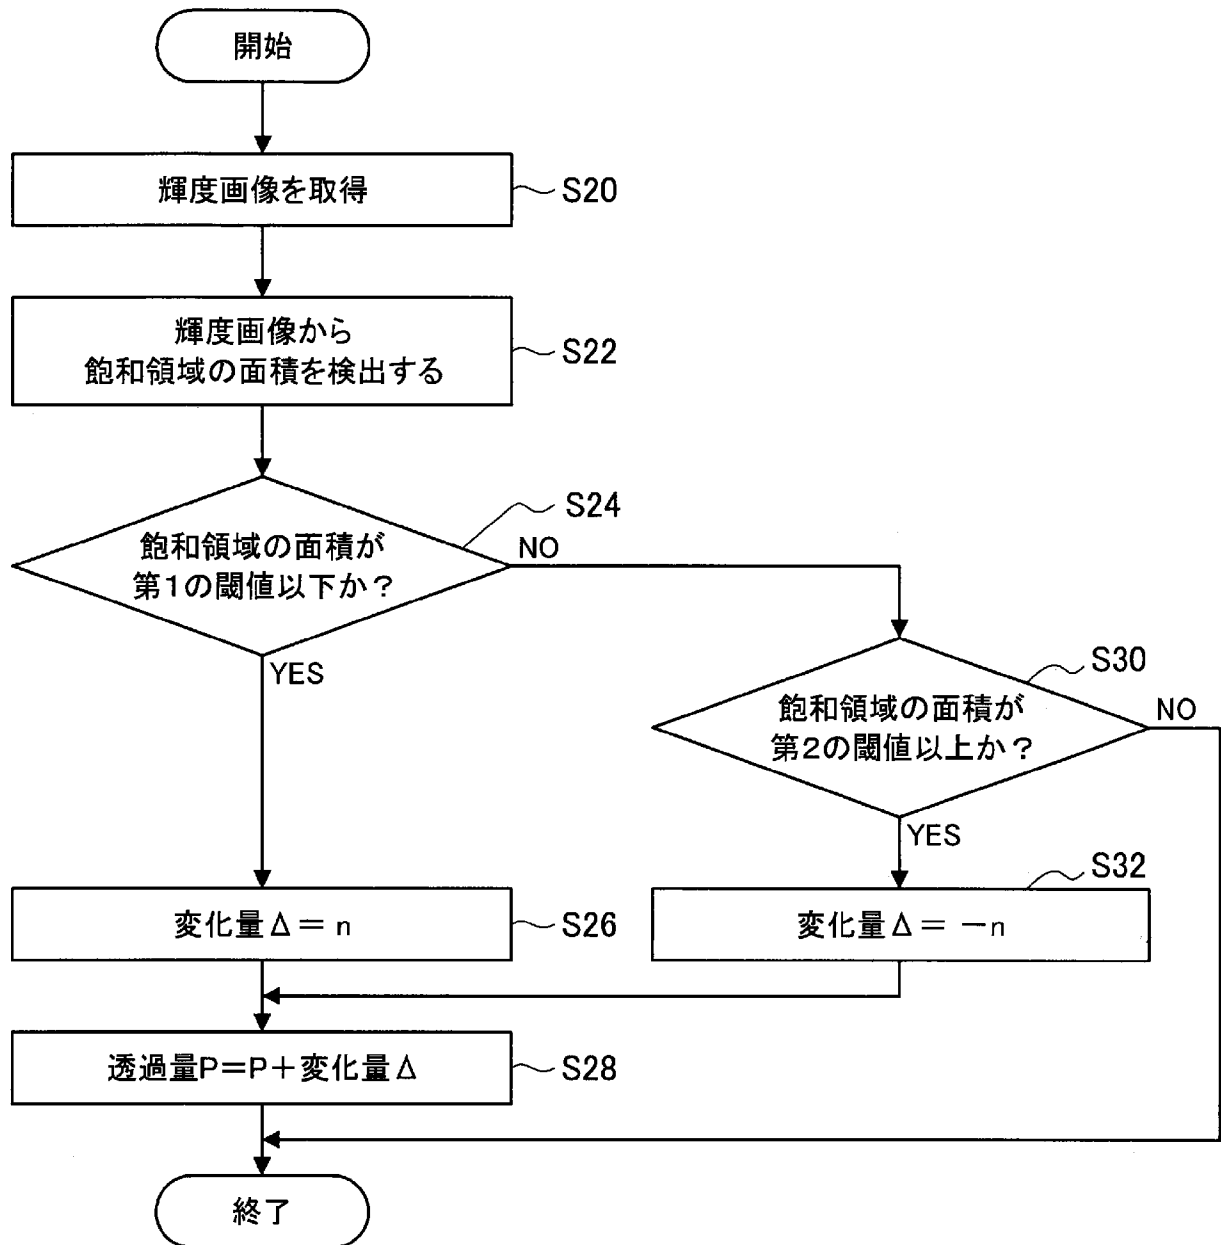 開始
輝度画像を取得
S20
輝度画像から
飽和領域の面積を検出する
S22
S24
飽和領域の面積が
第1の閾値以下か？
NO
YES
S30
飽和領域の面積が
第2の閾値以上か？
NO
YES
変化量Δ＝n
S26
S32
変化量Δ＝－n
透過量P＝P＋変化量Δ
S28
終了